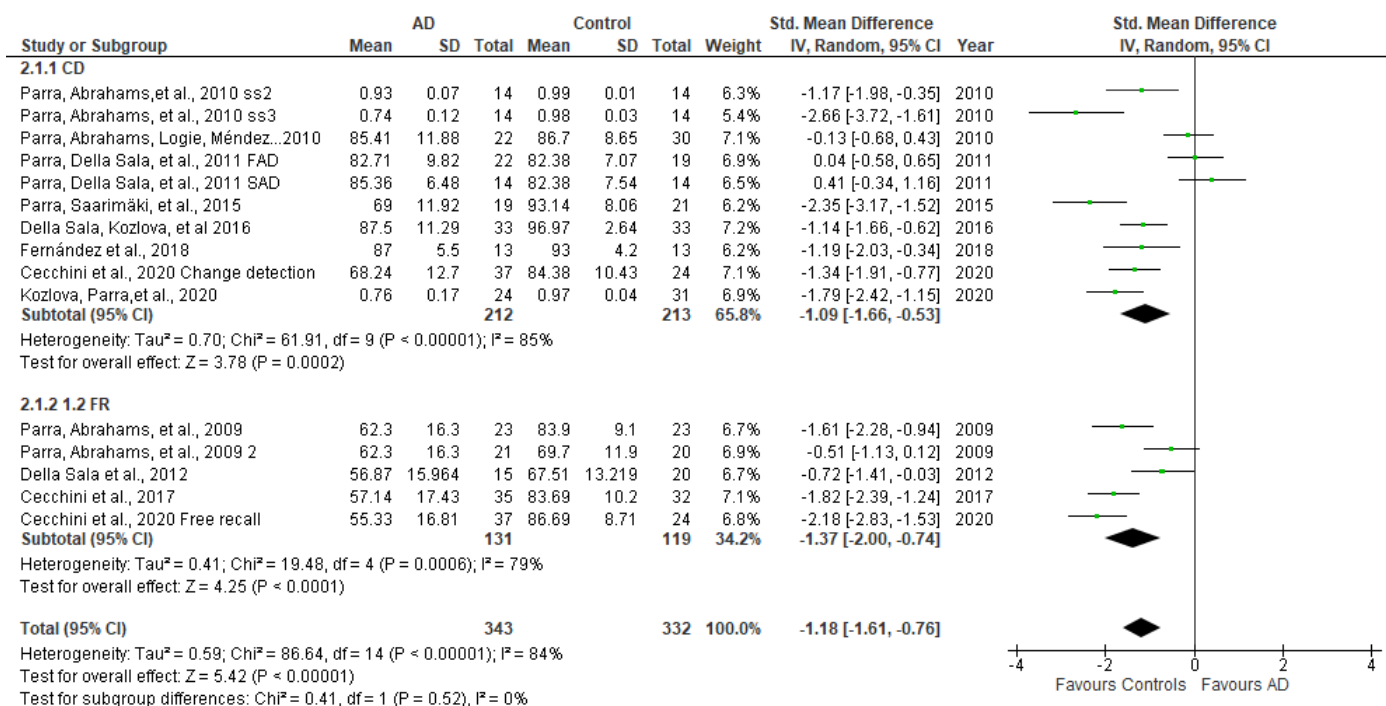 AD Control Std. Mean Difference Std. Mean Difference
Study or Subgroup Mean SD Total Mean SD Total Weight IV, Random, 95% CI Year IV, Random, 95% CI
2.1.1 CD
Parra, Abrahams,et al., 2010 ss2 0.93 0.07 14 0.99 0.01 14 6.3% -1.17 [-1.98, -0.35] 2010
Parra, Abrahams, et al., 2010 ss3 0.74 0.12 14 0.98 0.03 14 5.4% -2.66 [-3.72, -1.61] 2010
Parra, Abrahams, Logie, Méndez...2010 85.41 11.88 22 86.7 8.65 30 7.1% -0.13 [-0.68, 0.43] 2010
Parra, Della Sala, et al., 2011 FAD 82.71 9.82 22 82.38 7.07 19 6.9% 0.04 [-0.58, 0.65] 2011
Parra, Della Sala, et al., 2011 SAD 85.36 6.48 14 82.38 7.54 14 6.5% 0.41 [-0.34, 1.16] 2011
Parra, Saarimäki, et al., 2015 69 11.92 19 93.14 8.06 21 6.2% -2.35 [-3.17, -1.52] 2015
Della Sala, Kozlova, et al 2016 87.5 11.29 33 96.97 2.64 33 7.2% -1.14 [-1.66, -0.62] 2016
Fernández et al., 2018 87 5.5 13 93 4.2 13 6.2% -1.19 [-2.03, -0.34] 2018
Cecchini et al., 2020 Change detection 68.24 12.7 37 84.38 10.43 24 7.1% -1.34 [-1.91, -0.77] 2020
Kozlova, Parra,et al., 2020 0.76 0.17 24 0.97 0.04 31 6.9% -1.79 [-2.42, -1.15] 2020
Subtotal (95% CI) 212 213 65.8% -1.09 [-1.66, -0.53]
Heterogeneity: Tau² = 0.70; Chi² = 61.91, df = 9 (P < 0.00001); I² = 85%
Test for overall effect: Z = 3.78 (P = 0.0002)
2.1.2 1.2 FR
Parra, Abrahams, et al., 2009 62.3 16.3 23 83.9 9.1 23 6.7% -1.61 [-2.28, -0.94] 2009
Parra, Abrahams, et al., 2009 2 62.3 16.3 21 69.7 11.9 20 6.9% -0.51 [-1.13, 0.12] 2009
Della Sala et al., 2012 56.87 15.964 15 67.51 13.219 20 6.7% -0.72 [-1.41, -0.03] 2012
Cecchini et al., 2017 57.14 17.43 35 83.69 10.2 32 7.1% -1.82 [-2.39, -1.24] 2017
Cecchini et al., 2020 Free recall 55.33 16.81 37 86.69 8.71 24 6.8% -2.18 [-2.83, -1.53] 2020
Subtotal (95% CI) 131 119 34.2% -1.37 [-2.00, -0.74]
Heterogeneity: Tau² = 0.41; Chi² = 19.48, df = 4 (P = 0.0006); I² = 79%
Test for overall effect: Z = 4.25 (P < 0.0001)
Total (95% CI) 343 332 100.0% -1.18 [-1.61, -0.76]
Heterogeneity: Tau² = 0.59; Chi² = 86.64, df = 14 (P < 0.00001); I² = 84%
-4 -2 0 2 4
Test for overall effect: Z = 5.42 (P < 0.00001)
Favours Controls Favours AD
Test for subgroup differences: Chi² = 0.41, df = 1 (P = 0.52), I² = 0%